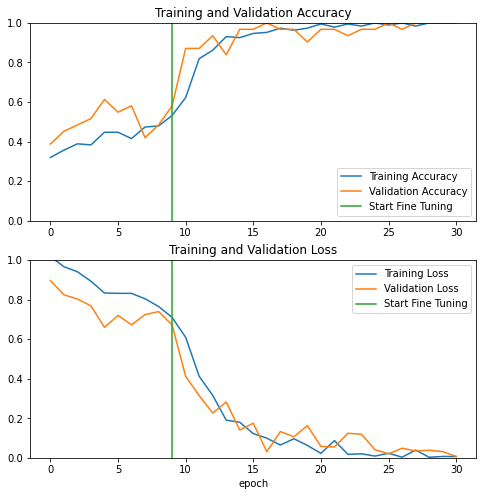 Training and Validation Accuracy
1.0
0.8
0.6
0.4
0.2
0.0
Training Accuracy
Validation Accuracy
Start Fine Tuning
0 5 10 15 20 25 30
Training and Validation Loss
1.0
0.8
0.6
0.4
0.2
0.0
Training Loss
Validation Loss
Start Fine Tuning
0 5 10 15 20 25 30
epoch